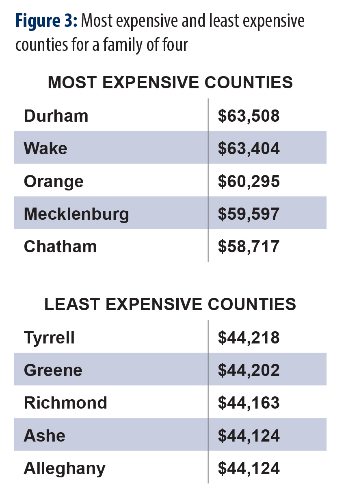 Figure 3: Most expensive and least expensive
counties for a family of four
MOST EXPENSIVE COUNTIES
Durham $63,508
Wake $63,404
Orange $60,295
Mecklenburg $59,597
Chatham $58,717
LEAST EXPENSIVE COUNTIES
Tyrrell $44,218
Greene $44,202
Richmond $44,163
Ashe $44,124
Alleghany $44,124